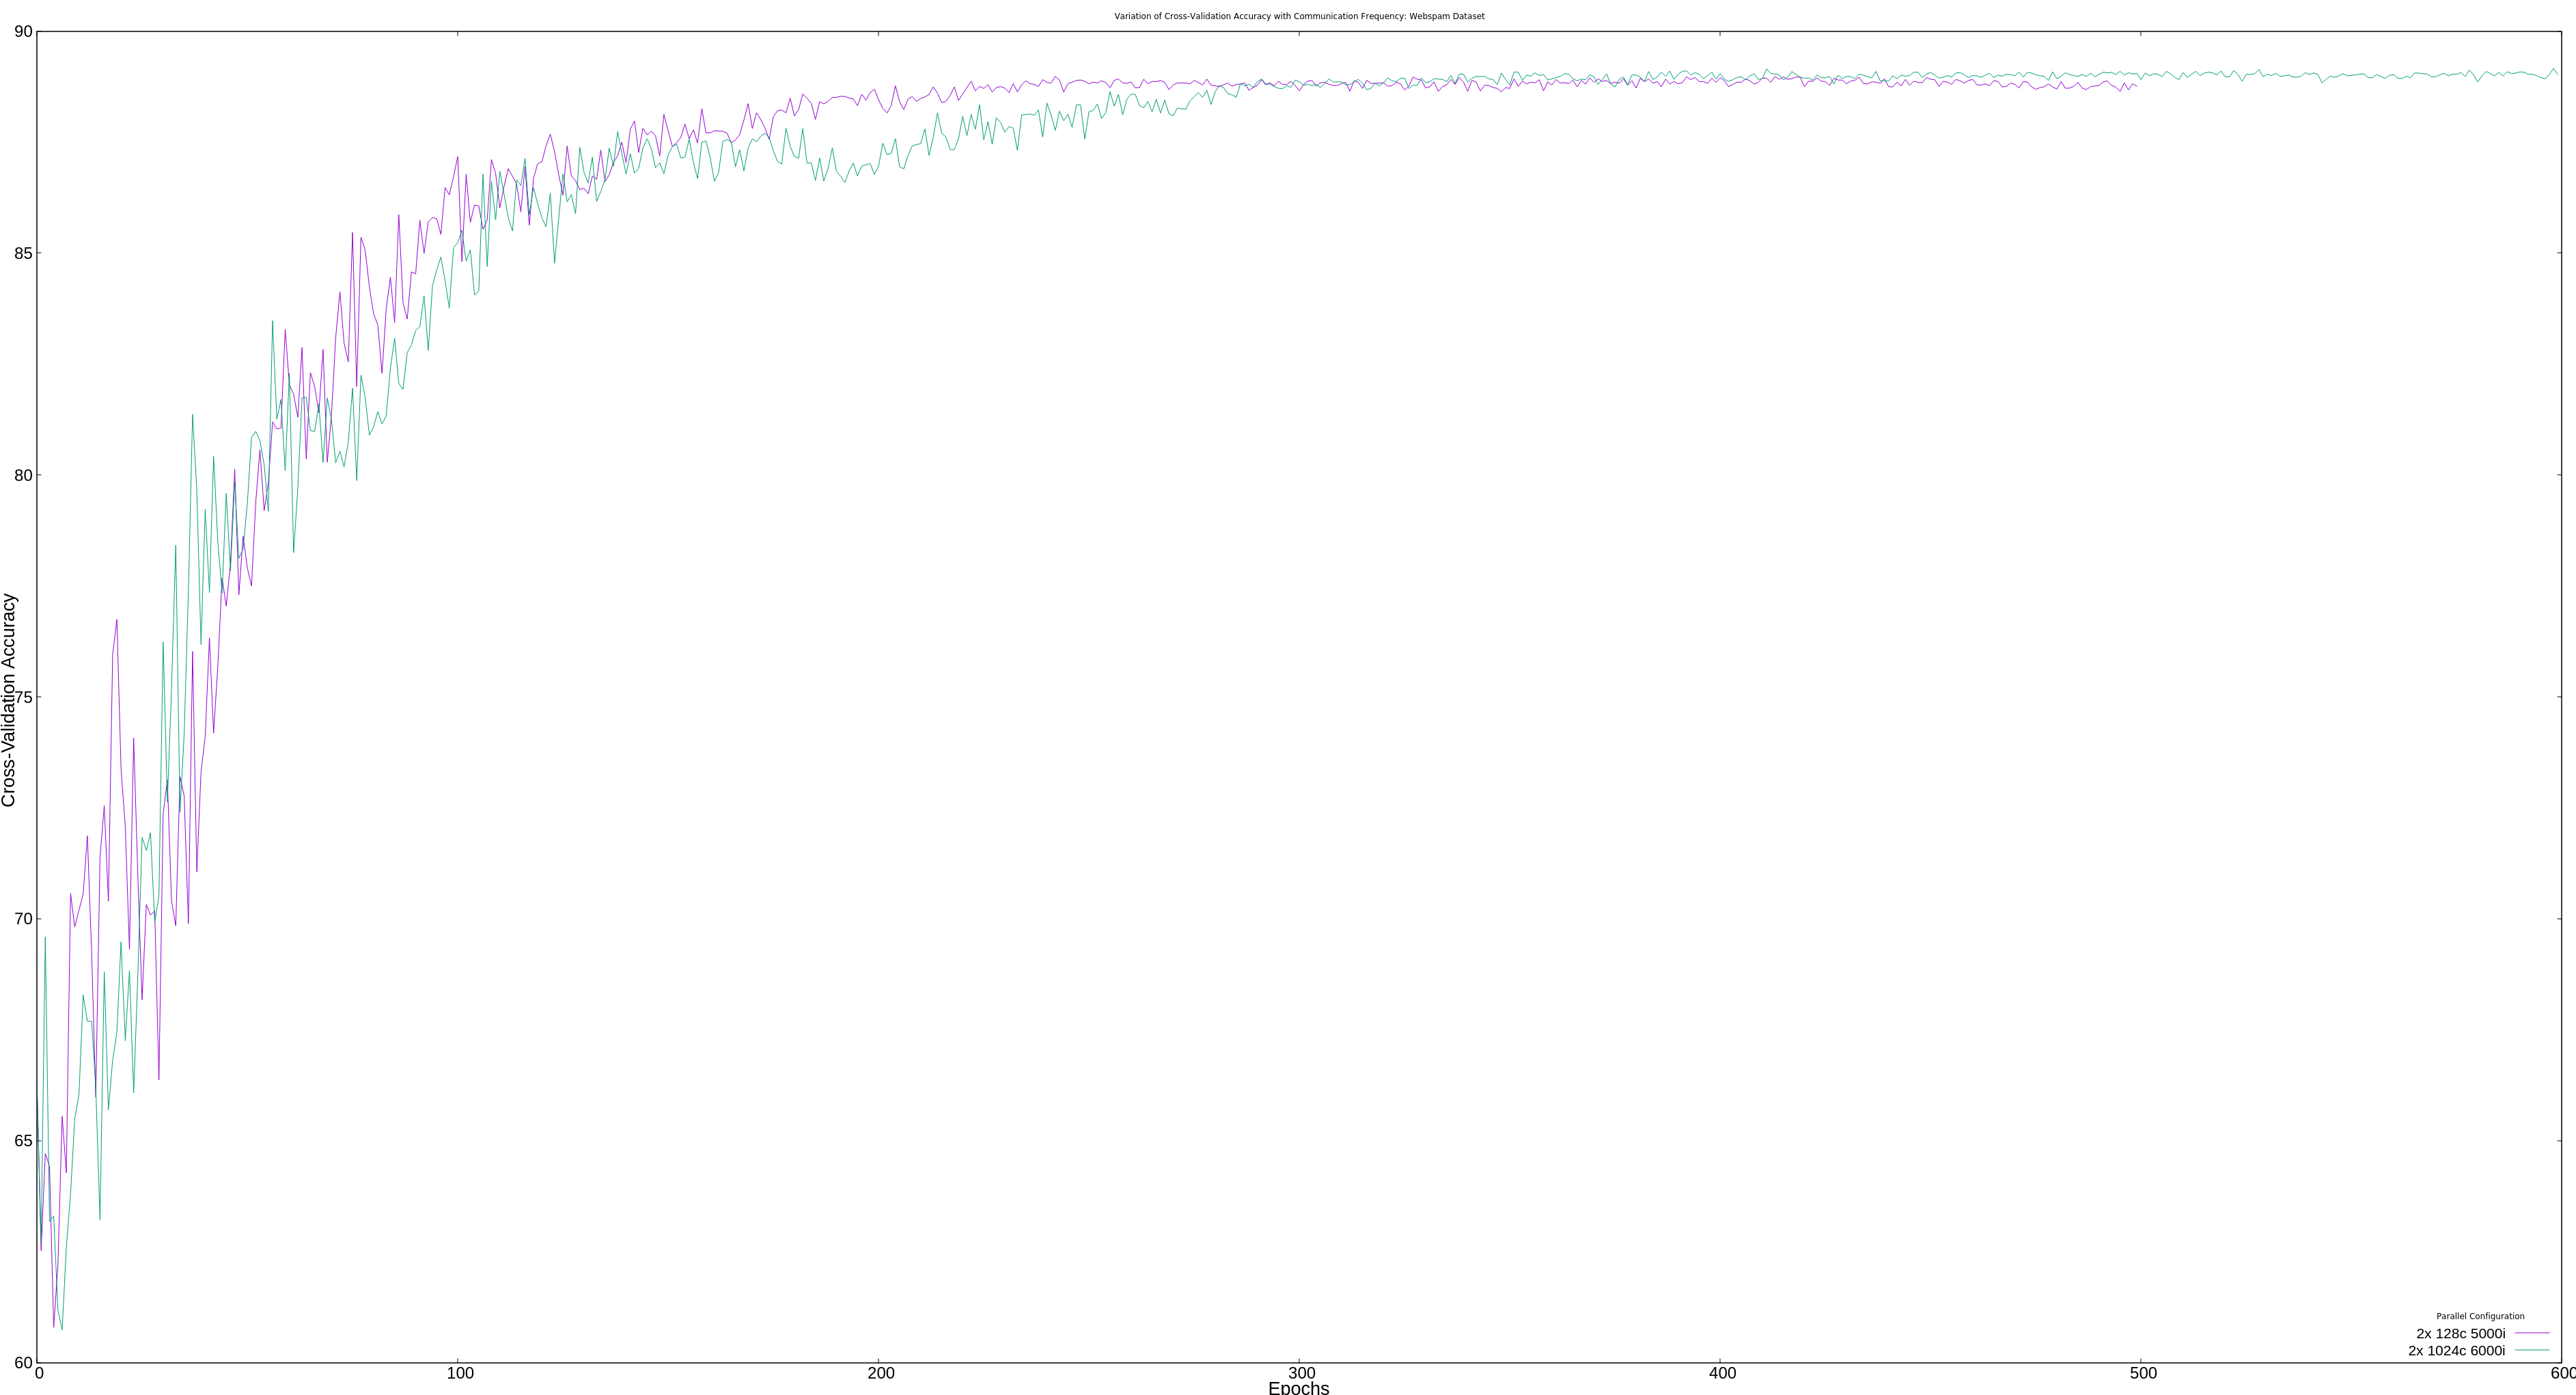 Variation of Cross-Validation Accuracy with Communication Frequency: Webspam Dataset
90
85
80
75
70
65
60
Cross-Validation Accuracy
0 100 200 300 400 500 600
Epochs
Parallel Configuration
2x 128c 5000i
2x 1024c 6000i